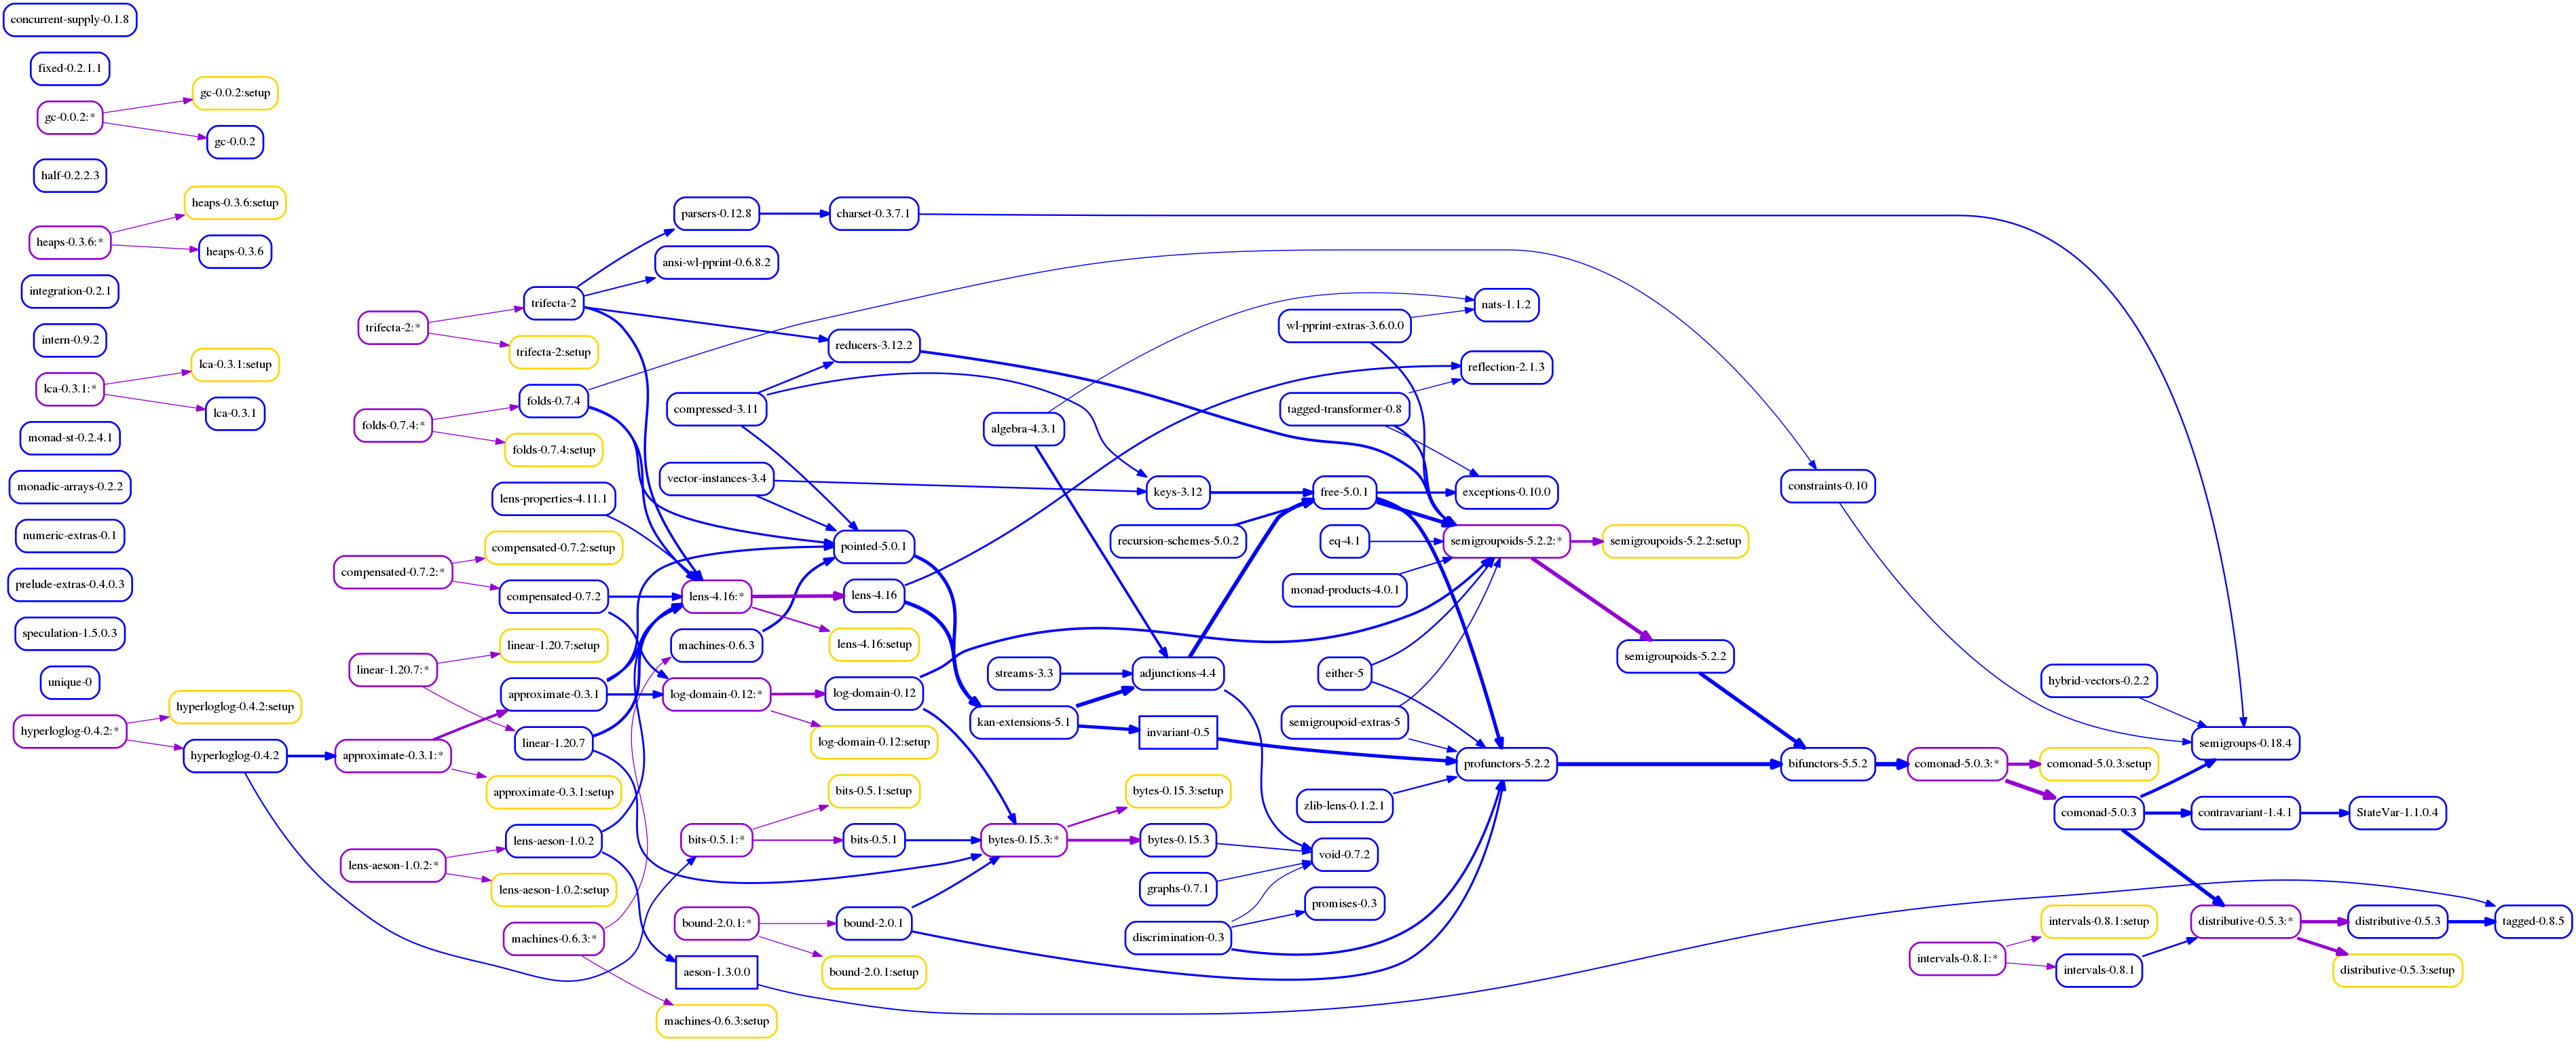 concurrent-supply-0.1.8
fixed-0.2.1.1
gc-0.0.2:setup
gc-0.0.2:*
gc-0.0.2
half-0.2.2.3
heaps-0.3.6:setup
heaps-0.3.6:*
heaps-0.3.6
integration-0.2.1
intern-0.9.2
lca-0.3.1:setup
lca-0.3.1:*
lca-0.3.1
monad-st-0.2.4.1
monadic-arrays-0.2.2
numeric-extras-0.1
prelude-extras-0.4.0.3
speculation-1.5.0.3
unique-0
hyperloglog-0.4.2:setup
hyperloglog-0.4.2:*
hyperloglog-0.4.2
trifecta-2:*
folds-0.7.4:*
compensated-0.7.2:*
linear-1.20.7:*
approximate-0.3.1:*
lens-aeson-1.0.2:*
trifecta-2
trifecta-2:setup
folds-0.7.4
folds-0.7.4:setup
lens-properties-4.11.1
compensated-0.7.2:setup
compensated-0.7.2
linear-1.20.7:setup
approximate-0.3.1
linear-1.20.7
approximate-0.3.1:setup
lens-aeson-1.0.2
lens-aeson-1.0.2:setup
machines-0.6.3:*
parsers-0.12.8
ansi-wl-pprint-0.6.8.2
compressed-3.11
vector-instances-3.4
lens-4.16:*
machines-0.6.3
log-domain-0.12:*
bits-0.5.1:*
bound-2.0.1:*
aeson-1.3.0.0
machines-0.6.3:setup
charset-0.3.7.1
reducers-3.12.2
pointed-5.0.1
lens-4.16
lens-4.16:setup
log-domain-0.12
log-domain-0.12:setup
bits-0.5.1:setup
bits-0.5.1
bound-2.0.1
bound-2.0.1:setup
algebra-4.3.1
streams-3.3
kan-extensions-5.1
bytes-0.15.3:*
keys-3.12
recursion-schemes-5.0.2
adjunctions-4.4
invariant-0.5
bytes-0.15.3:setup
bytes-0.15.3
graphs-0.7.1
discrimination-0.3
wl-pprint-extras-3.6.0.0
tagged-transformer-0.8
free-5.0.1
eq-4.1
monad-products-4.0.1
either-5
semigroupoid-extras-5
zlib-lens-0.1.2.1
void-0.7.2
promises-0.3
nats-1.1.2
reflection-2.1.3
exceptions-0.10.0
semigroupoids-5.2.2:*
profunctors-5.2.2
semigroupoids-5.2.2:setup
semigroupoids-5.2.2
constraints-0.10
bifunctors-5.5.2
comonad-5.0.3:*
intervals-0.8.1:*
hybrid-vectors-0.2.2
comonad-5.0.3:setup
comonad-5.0.3
intervals-0.8.1:setup
intervals-0.8.1
semigroups-0.18.4
contravariant-1.4.1
distributive-0.5.3:*
StateVar-1.1.0.4
distributive-0.5.3
distributive-0.5.3:setup
tagged-0.8.5